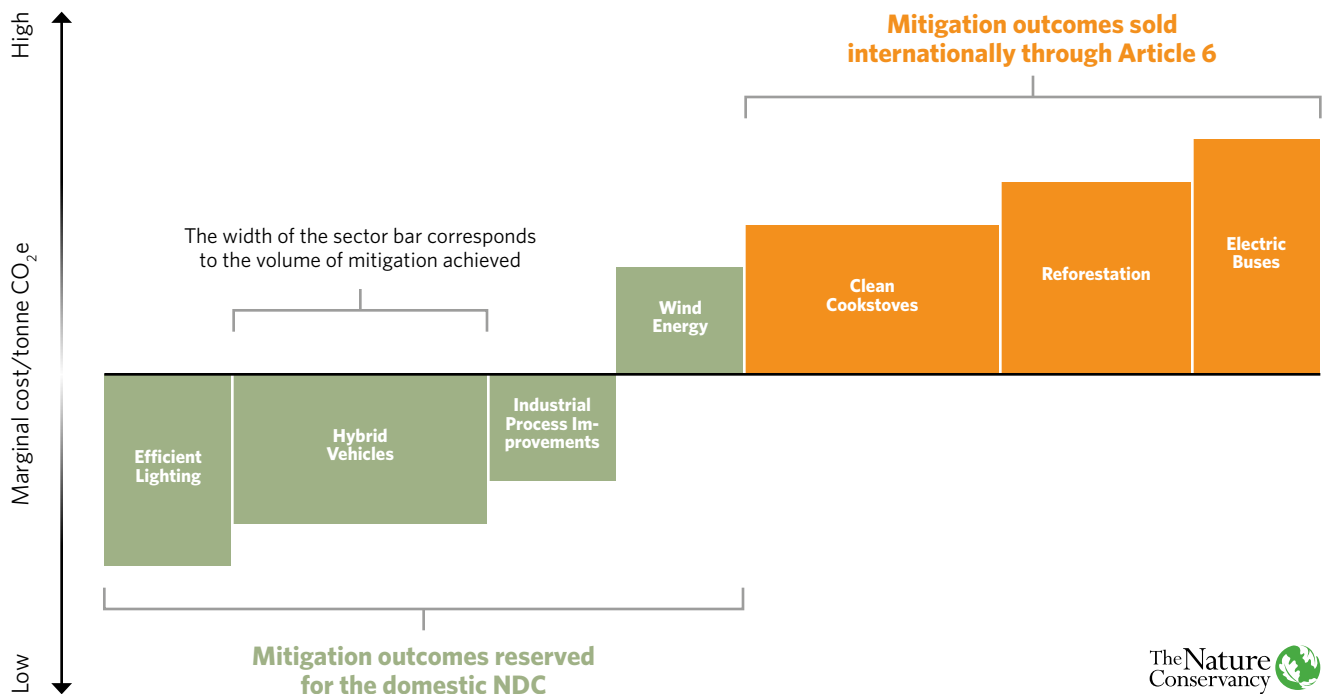 High
Marginal cost/tonne CO₂e
Low
Mitigation outcomes sold
internationally through Article 6
The width of the sector bar corresponds
to the volume of mitigation achieved
Efficient
Lighting
Hybrid
Vehicles
Industrial
Process Im-
provements
Wind
Energy
Clean
Cookstoves
Reforestation
Electric
Buses
Mitigation outcomes reserved
for the domestic NDC
The Nature
Conservancy